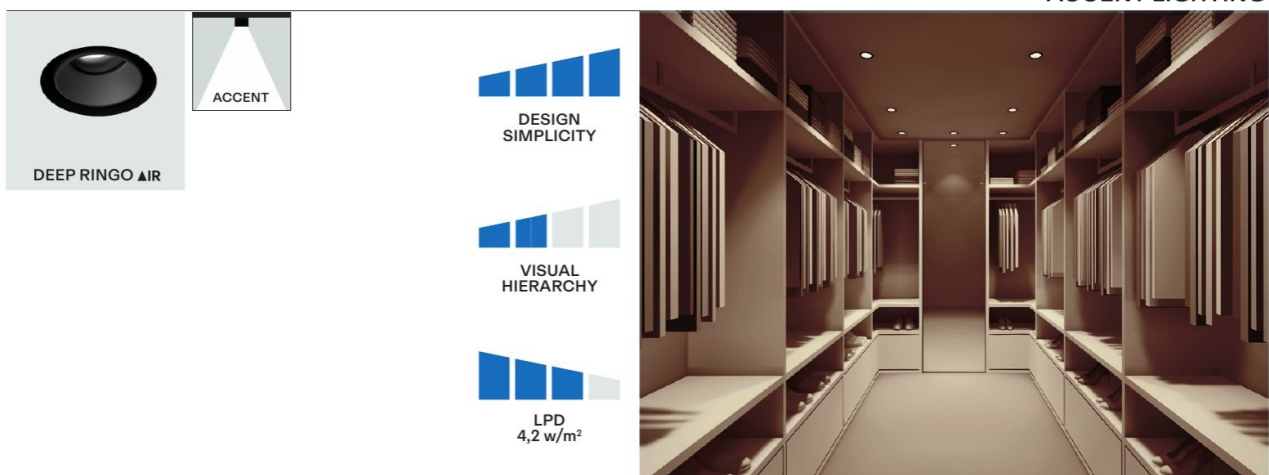 ACCENT LIGHTING
ACCENT
DEEP RINGO AIR
DESIGN
SIMPLICITY
VISUAL
HIERARCHY
LPD
4,2 w/m²